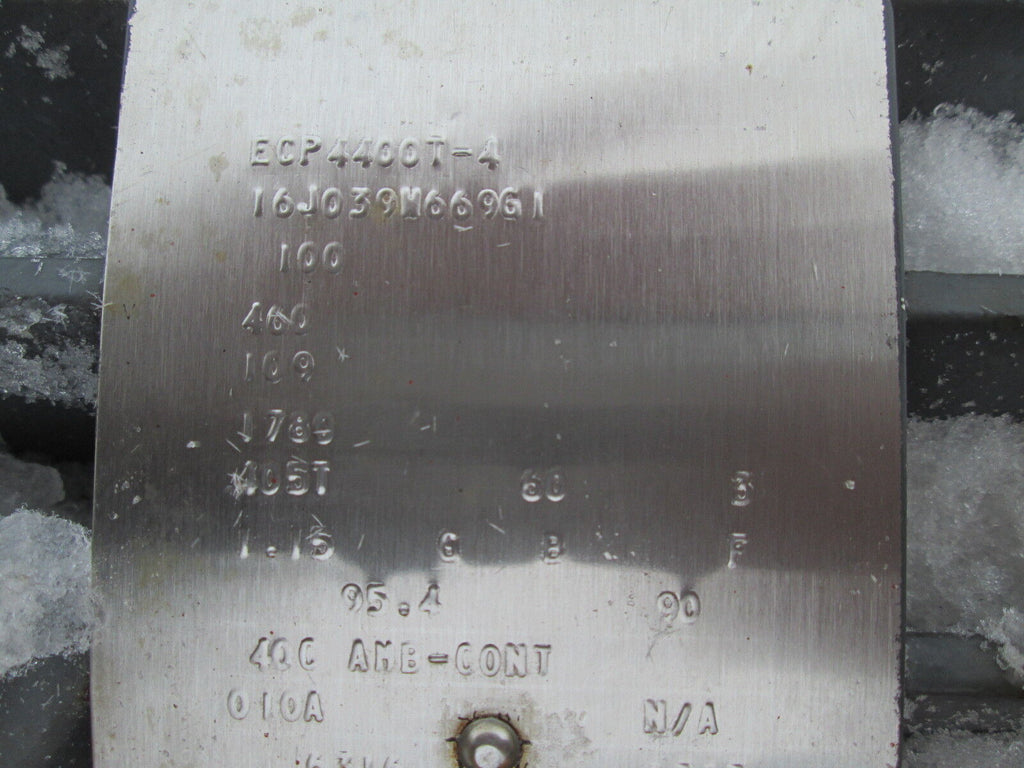 ECP4400T-4
16J039M669G1
100
460
109
1789
405T 60 3
1.15 G B F
95.4 90
40C AMB-CONT
010A N/A